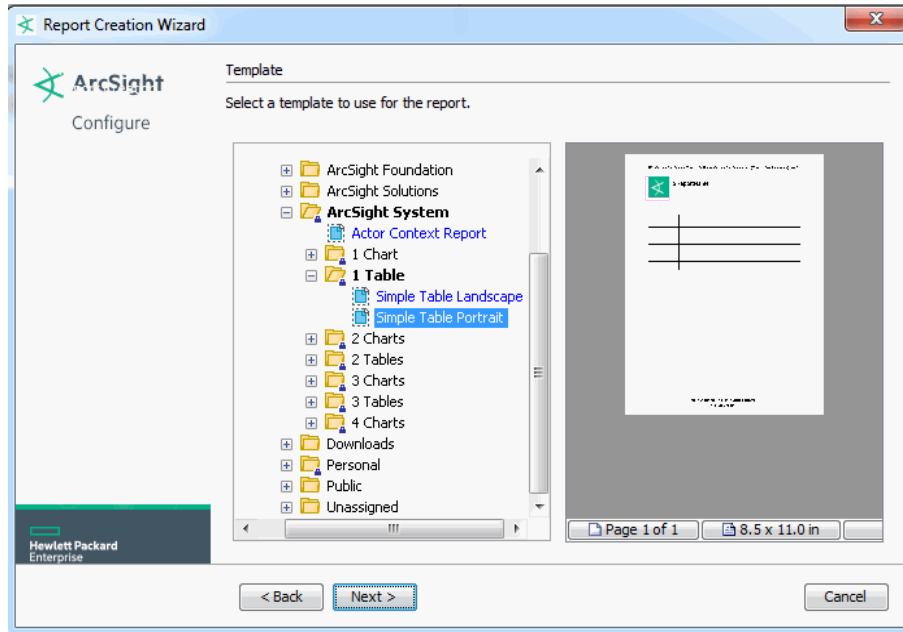 Report Creation Wizard
ArcSight
Configure
Template
Select a template to use for the report.
ArcSight Foundation
ArcSight Solutions
ArcSight System
Actor Context Report
1 Chart
1 Table
Simple Table Landscape
Simple Table Portrait
2 Charts
2 Tables
3 Charts
3 Tables
4 Charts
Downloads
Personal
Public
Unassigned
Page 1 of 1
8.5 x 11.0 in
Hewlett Packard
Enterprise
< Back
Next >
Cancel